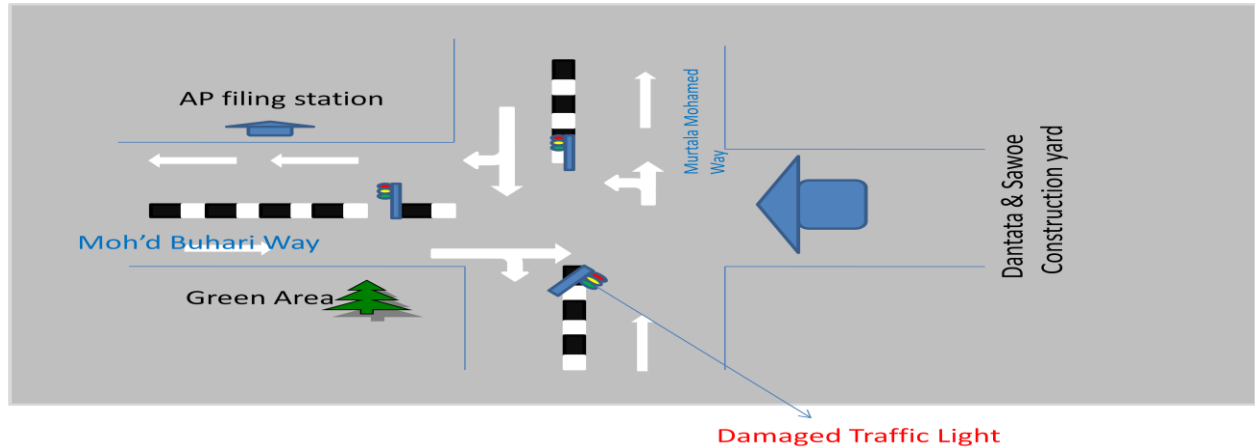 AP filing station
Murtala Mohamed
Way
Dantata & Sawoe
Construction yard
Moh'd Buhari Way
Green Area
Damaged Traffic Light